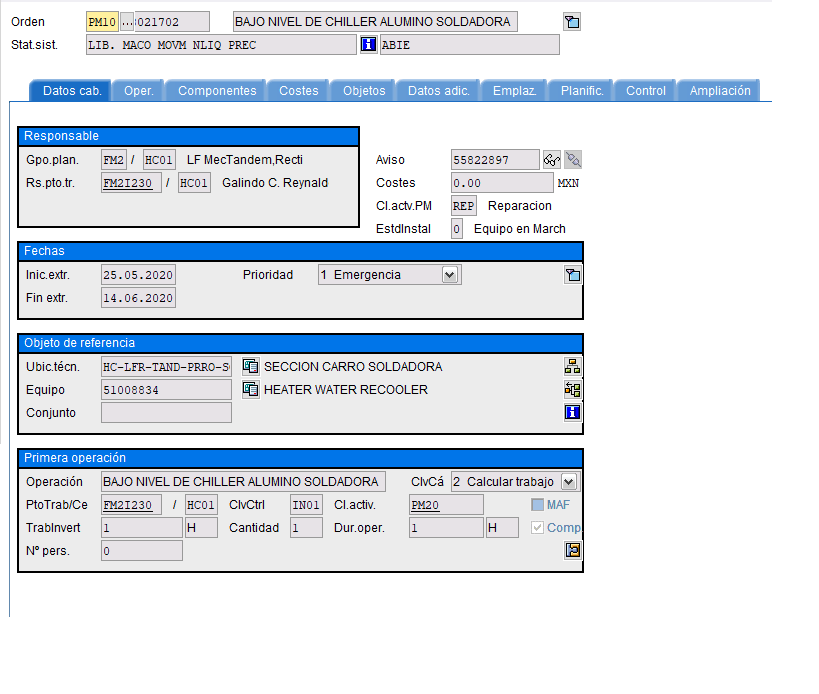 Orden PM10 ... 021702 BAJO NIVEL DE CHILLER ALUMINO SOLDADORA
Stat.sist. LIB. MACO MOVM NLIQ PREC ABIE
Datos cab. Oper. Componentes Costes Objetos Datos adic. Emplaz. Planific. Control Ampliación
Responsable
Gpo.plan. FM2 / HC01 LF MecTandem,Recti
Rs.pto.tr. FM2I230 / HC01 Galindo C. Reynald
Aviso 55822897
Costes 0.00 MXN
Cl.actv.PM REP Reparacion
EstdInstal 0 Equipo en March
Fechas
Inic.extr. 25.05.2020 Prioridad 1 Emergencia
Fin extr. 14.06.2020
Objeto de referencia
Ubic.técn. HC-LFR-TAND-PRRO-S SECCION CARRO SOLDADORA
Equipo 51008834 HEATER WATER RECOOLER
Conjunto
Primera operación
Operación BAJO NIVEL DE CHILLER ALUMINO SOLDADORA ClvCá 2 Calcular trabajo
PtoTrab/Ce FM2I230 / HC01 ClvCtrl IN01 Cl.activ. PM20 MAF
TrabInvert 1 H Cantidad 1 Dur.oper. 1 H Comp.
Nº pers. 0